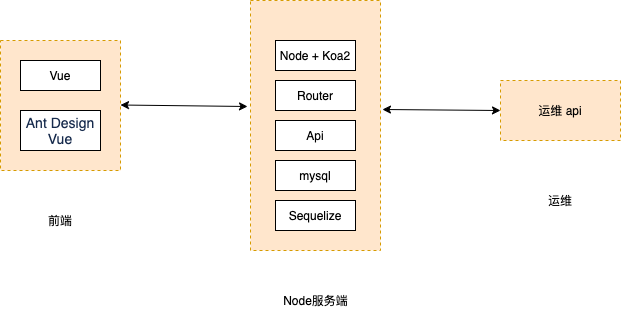 Vue
Ant Design
Vue
前端
Node + Koa2
Router
Api
mysql
Sequelize
Node服务端
运维 api
运维